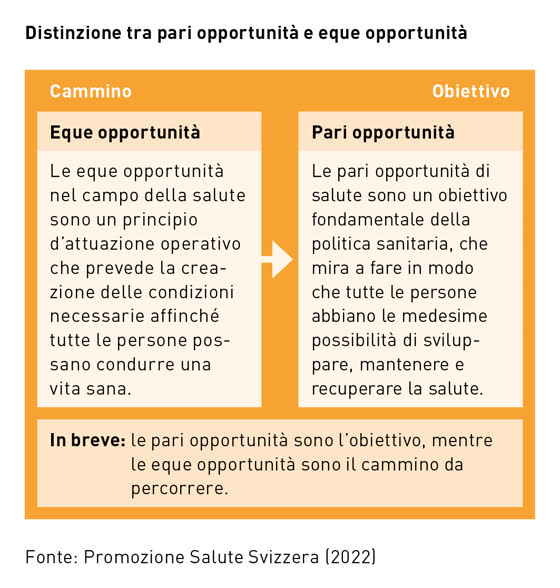 Distinzione tra pari opportunità e eque opportunità
Cammino
Obiettivo
Eque opportunità
Le eque opportunità
nel campo della salute
sono un principio
d’attuazione operativo
che prevede la crea-
zione delle condizioni
necessarie affinché
tutte le persone pos-
sano condurre una
vita sana.
Pari opportunità
Le pari opportunità di
salute sono un obiettivo
fondamentale della
politica sanitaria, che
mira a fare in modo
che tutte le persone
abbiano le medesime
possibilità di svilup-
pare, mantenere e
recuperare la salute.
In breve: le pari opportunità sono l’obiettivo, mentre
le eque opportunità sono il cammino da
percorrere.
Fonte: Promozione Salute Svizzera (2022)